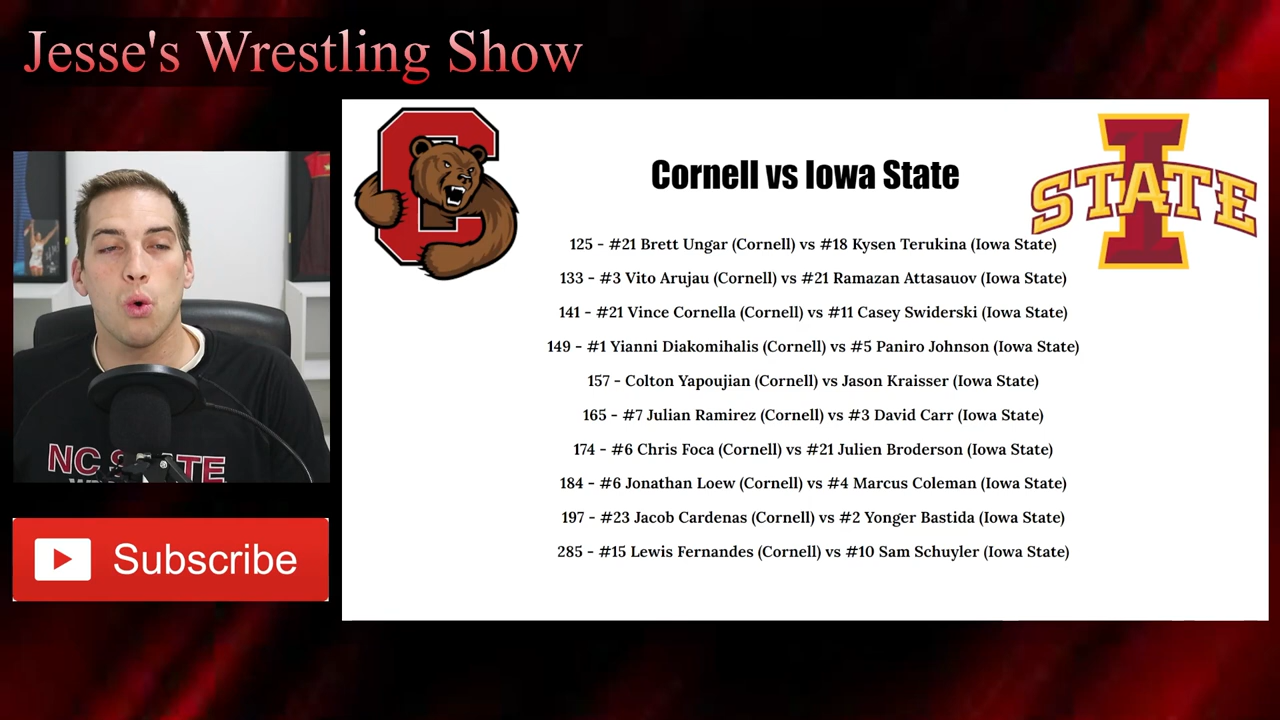 Jesse's Wrestling Show
C
Cornell vs Iowa State
I
STATE
125 - #21 Brett Ungar (Cornell) vs #18 Kysen Terukina (Iowa State)
133 - #3 Vito Arujau (Cornell) vs #21 Ramazan Attasauov (Iowa State)
141 - #21 Vince Cornella (Cornell) vs #11 Casey Swiderski (Iowa State)
149 - #1 Yianni Diakomihalis (Cornell) vs #5 Paniro Johnson (Iowa State)
157 - Colton Yapoujian (Cornell) vs Jason Kraisser (Iowa State)
165 - #7 Julian Ramirez (Cornell) vs #3 David Carr (Iowa State)
174 - #6 Chris Foca (Cornell) vs #21 Julien Broderson (Iowa State)
184 - #6 Jonathan Loew (Cornell) vs #4 Marcus Coleman (Iowa State)
197 - #23 Jacob Cardenas (Cornell) vs #2 Yonger Bastida (Iowa State)
285 - #15 Lewis Fernandes (Cornell) vs #10 Sam Schuyler (Iowa State)
NC STATE
Subscribe